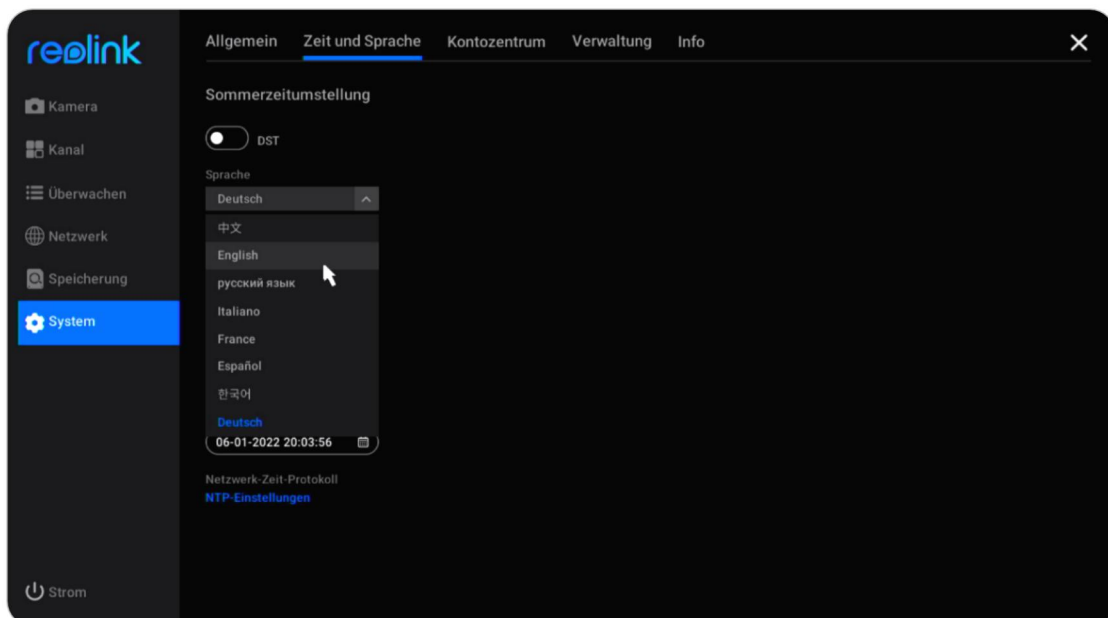 reolink
Allgemein Zeit und Sprache Kontozentrum Verwaltung Info
Kamera
Kanal
Überwachen
Netzwerk
Speicherung
System
Strom
Sommerzeitumstellung
DST
Sprache
Deutsch
中文
English
русский язык
Italiano
France
Español
한국어
Deutsch
06-01-2022 20:03:56
Netzwerk-Zeit-Protokoll
NTP-Einstellungen